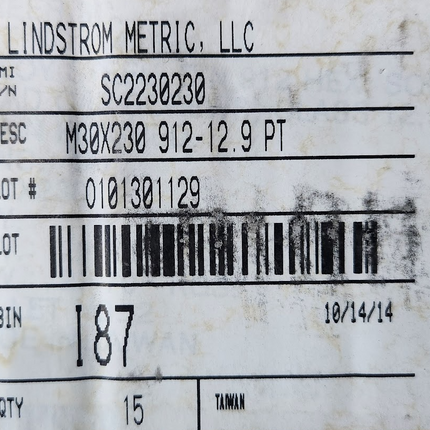 LINDSTROM METRIC, LLC
MI
/N SC2230230
ESC M30X230 912-12.9 PT
LOT # 0101301129
LOT
BIN I87 10/14/14
QTY 15 TAIWAN